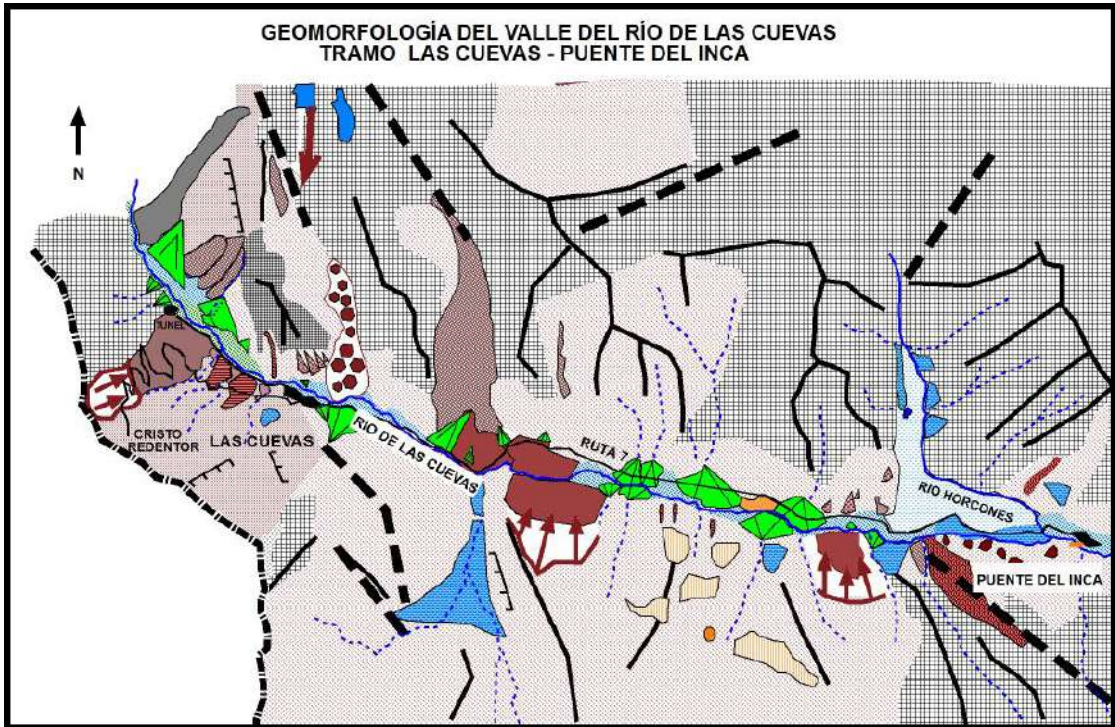 GEOMORFOLOGÍA DEL VALLE DEL RÍO DE LAS CUEVAS
TRAMO LAS CUEVAS - PUENTE DEL INCA
N
TUNEL
CRISTO
REDENTOR
LAS CUEVAS
RIO DE LAS CUEVAS
RUTA 7
RIO HORCONES
PUENTE DEL INCA